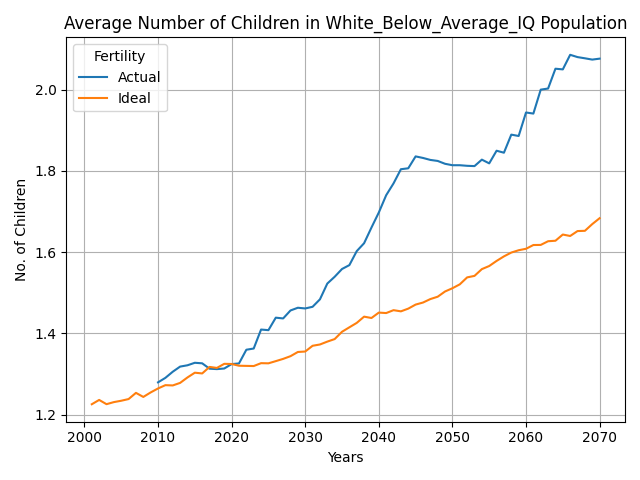 Average Number of Children in White_Below_Average_IQ Population
Fertility
Actual
Ideal
No. of Children
2.0
1.8
1.6
1.4
1.2
2000 2010 2020 2030 2040 2050 2060 2070
Years